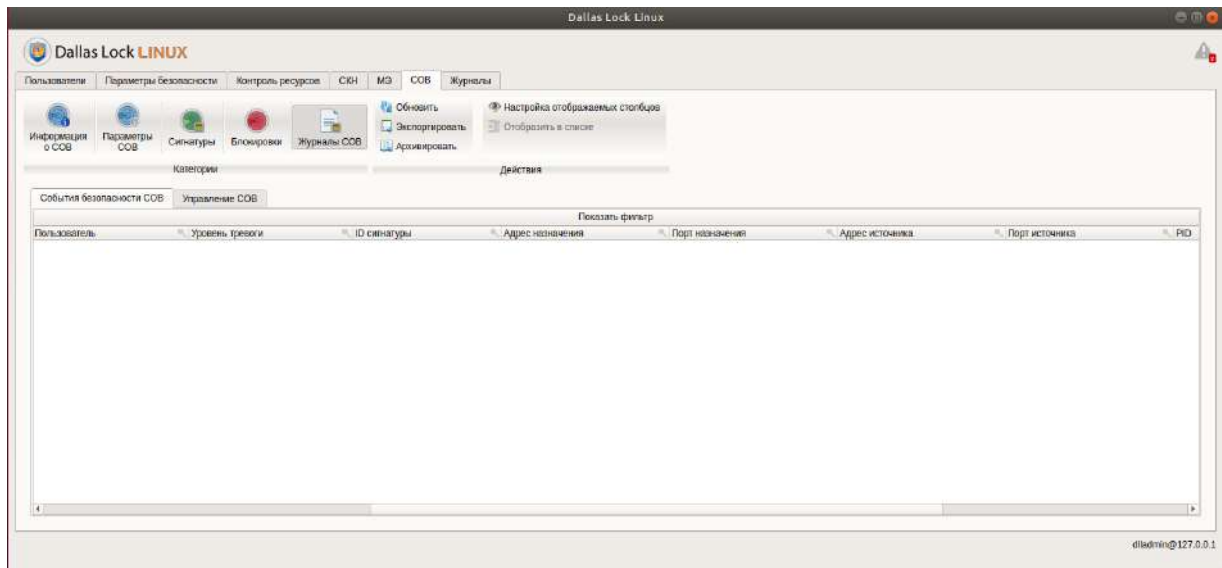 Dallas Lock Linux
Dallas Lock LINUX
Пользователи Параметры безопасности Контроль ресурсов СКН МЭ СОВ Журналы
Информация о СОВ
Параметры СОВ
Сигнатуры
Блокировки
Журналы СОВ
Обновить
Экспортировать
Архивировать
Настройка отображаемых столбцов
Отобразить в списке
Категории
Действия
События безопасности СОВ Управление СОВ
Показать фильтр
Пользователь Уровень тревоги ID сигнатуры Адрес назначения Порт назначения Адрес источника Порт источника PID
dlladmin@127.0.0.1